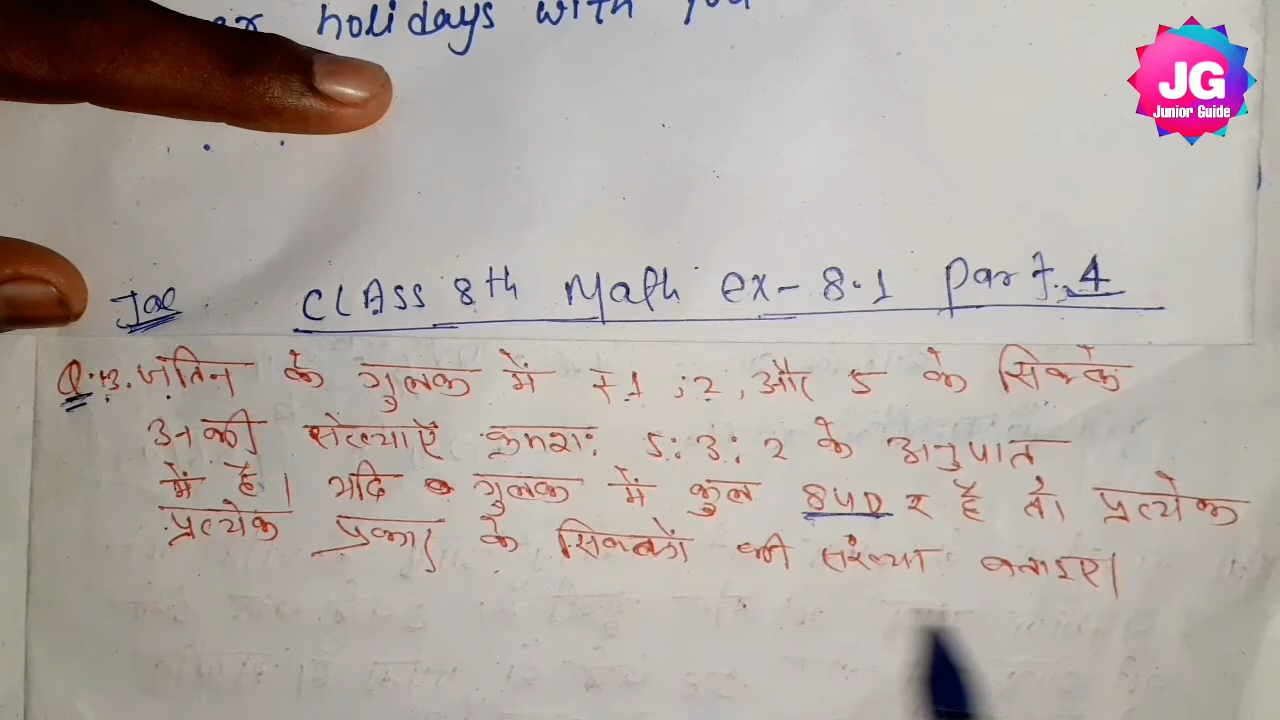 holidays with you
JG
Junior Guide
CLASS 8th Math ex-8.1 Part.4
Q.13. जतिन के गुलक में ₹1, 2, और 5 के सिक्के
उनकी संख्याएँ क्रमशः 5:3:2 के अनुपात
में है। यदि गुलक में कुल 840 ₹ है तो प्रत्येक
प्रत्येक प्रकार के सिक्कों की संख्या बताइए।